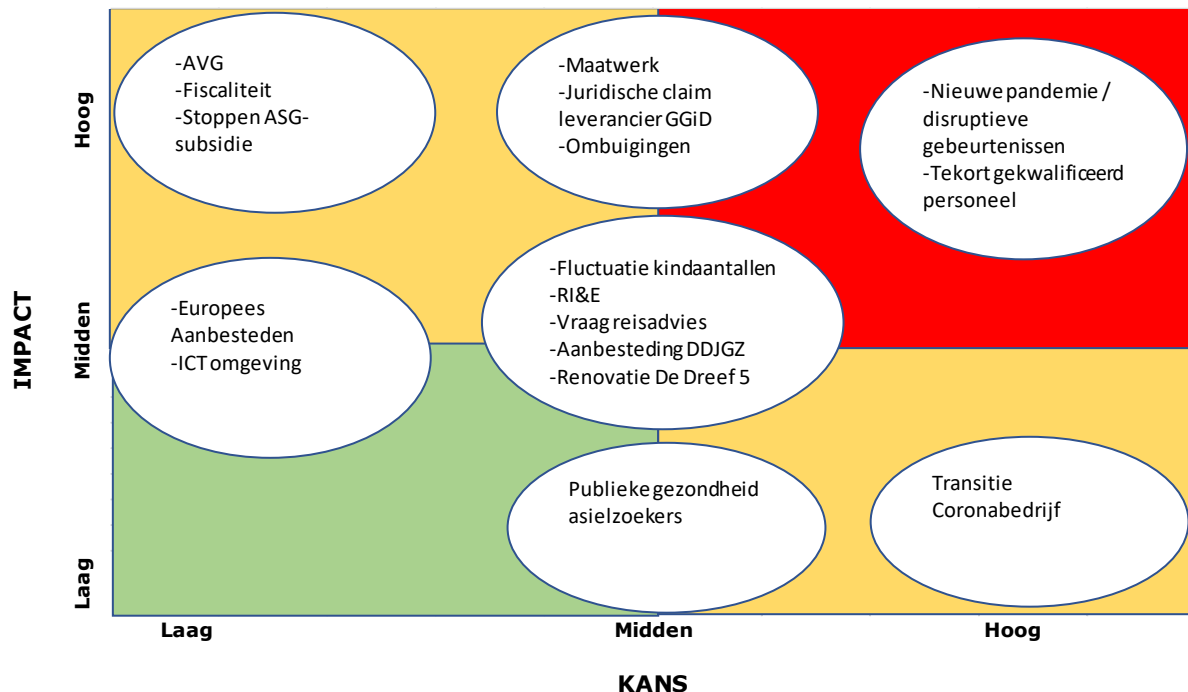 IMPACT
Hoog
Midden
Laag
-AVG
-Fiscaliteit
-Stoppen ASG-
subsidie
-Maatwerk
-Juridische claim
leverancier GGiD
-Ombuigingen
-Nieuwe pandemie /
disruptieve
gebeurtenissen
-Tekort gekwalificeerd
personeel
-Europees
Aanbesteden
-ICT omgeving
-Fluctuatie kindaantallen
-RI&E
-Vraag reisadvies
-Aanbesteding DDJGZ
-Renovatie De Dreef 5
Publieke gezondheid
asielzoekers
Transitie
Coronabedrijf
Laag
Midden
Hoog
KANS